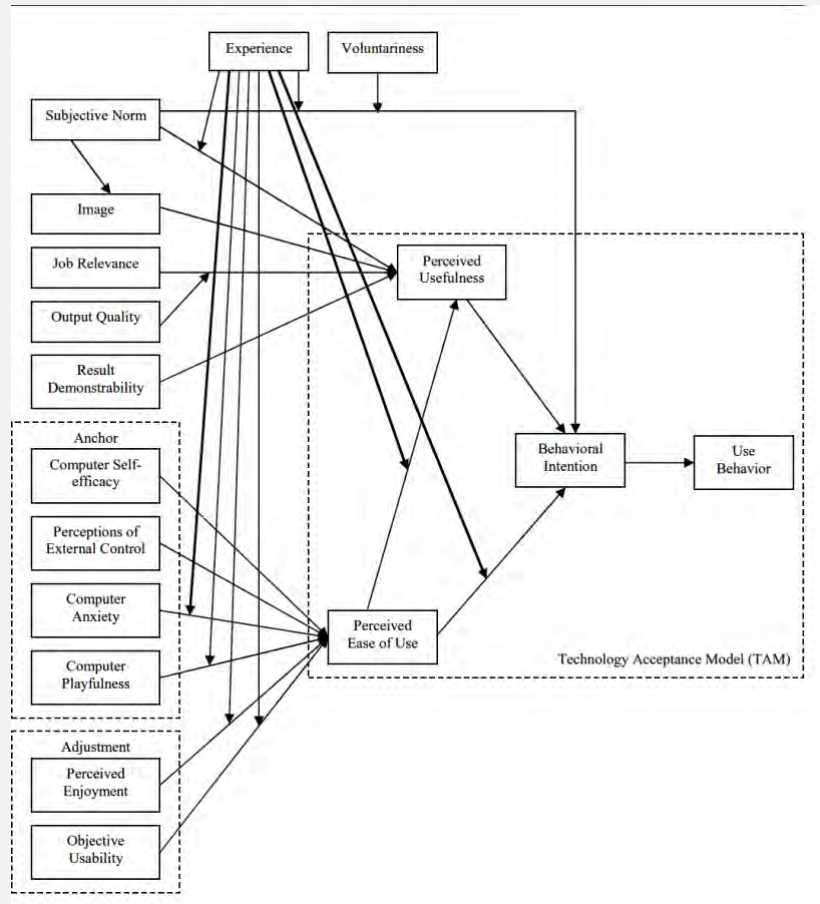 Experience
Voluntariness
Subjective Norm
Image
Job Relevance
Output Quality
Result
Demonstrability
Perceived
Usefulness
Anchor
Computer Self-
efficacy
Perceptions of
External Control
Computer
Anxiety
Computer
Playfulness
Behavioral
Intention
Use
Behavior
Perceived
Ease of Use
Technology Acceptance Model (TAM)
Adjustment
Perceived
Enjoyment
Objective
Usability